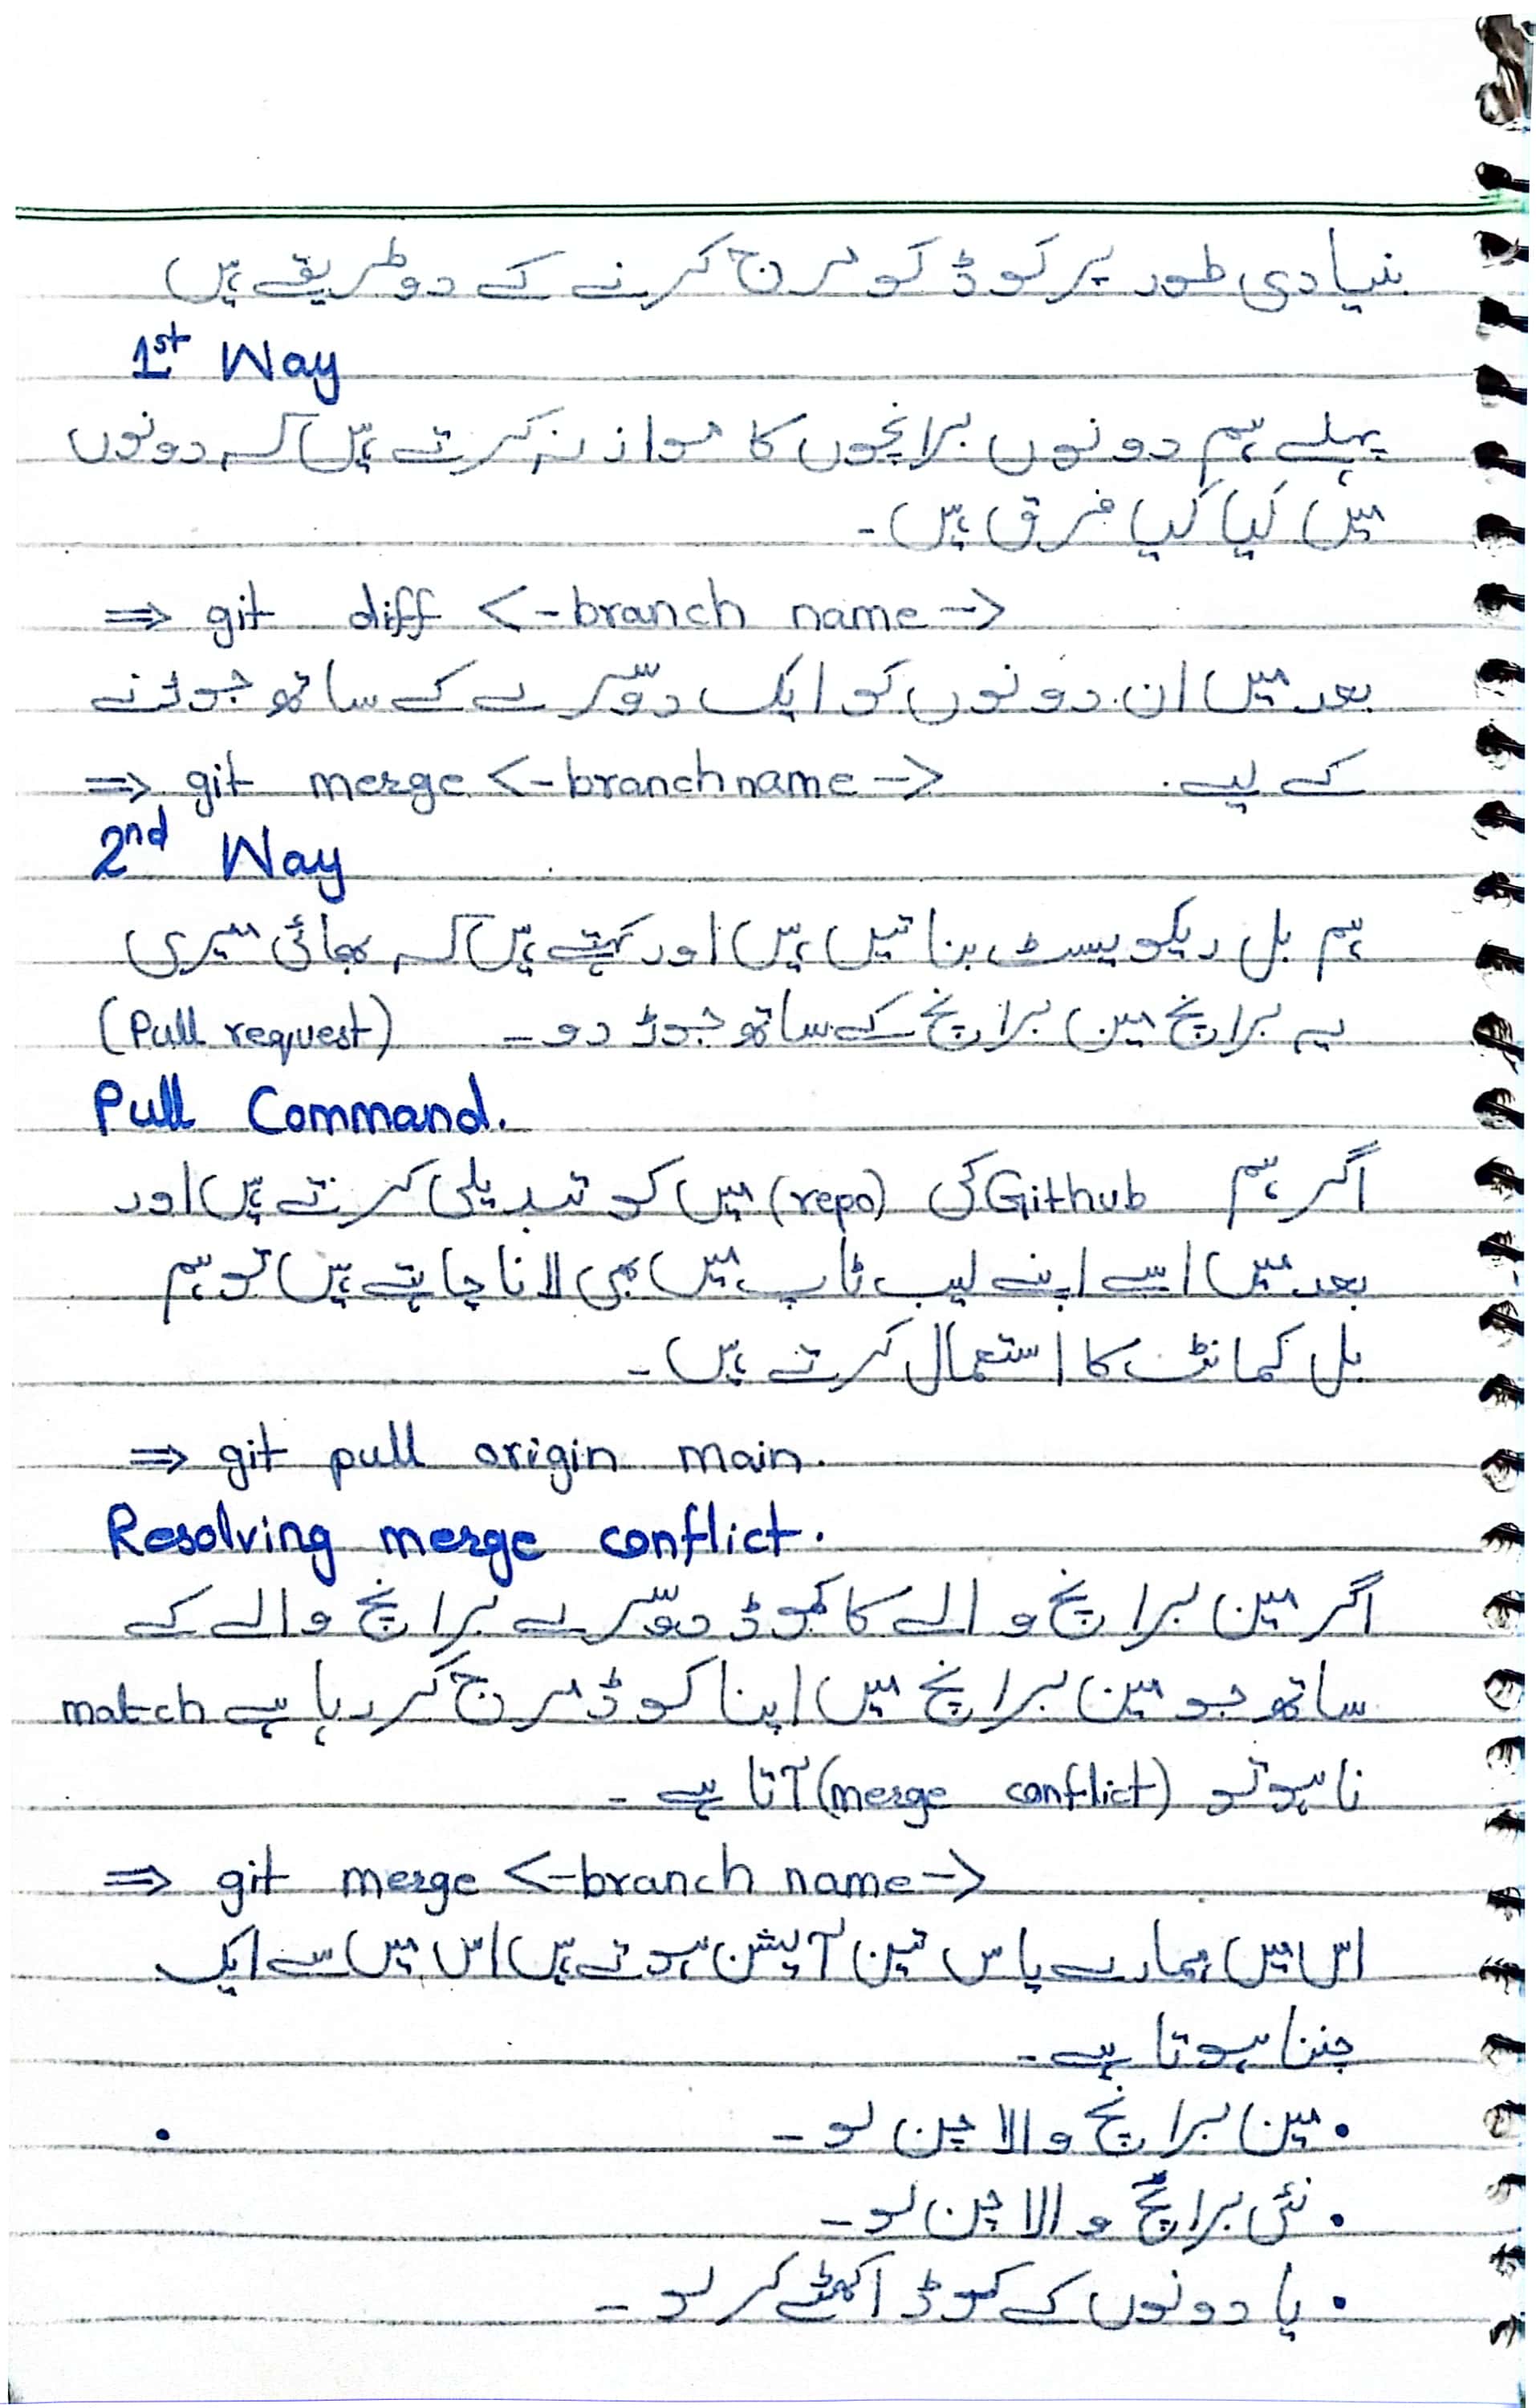 بنیادی طور پر کوڈ کو مرج کرنے کے دو طریقے ہیں
1st Way
پہلے ہم دونوں برانچوں کا موازنہ کرتے ہیں کہ دونوں
میں کیا کیا فرق ہیں۔
⇒ git diff <-branch name->
بعد میں ان دونوں کو ایک دوسرے کے ساتھ جوڑنے
کے لیے. ⇒ git merge <-branch name->
2nd Way
ہم پل ریکویسٹ بناتیں ہیں اور کہتے ہیں کہ بھائی میری
یہ برانچ مین برانچ کے ساتھ جوڑ دو۔ (Pull request)
Pull Command.
اگر ہم Github کی (repo) میں کو تبدیلی کرتے ہیں اور
بعد میں اسے اپنے لیپ ٹاپ میں بھی لانا چاہتے ہیں تو ہم
پل کمانڈ کا استعمال کرتے ہیں۔
⇒ git pull origin main.
Resolving merge conflict.
اگر مین برانچ والے کا کوڈ دوسرے برانچ والے کے
ساتھ جو مین برانچ میں اپنا کوڈ مرج کر رہا ہے match
نا ہو تو (merge conflict) آتا ہے۔
⇒ git merge <-branch name->
اس میں ہمارے پاس تین آپشن ہوتے ہیں اس میں سے ایک
چننا ہوتا ہے۔
• مین برانچ والا چن لو۔
• نئی برانچ والا چن لو۔
• یا دونوں کے کوڈ اکھٹے کر لو۔